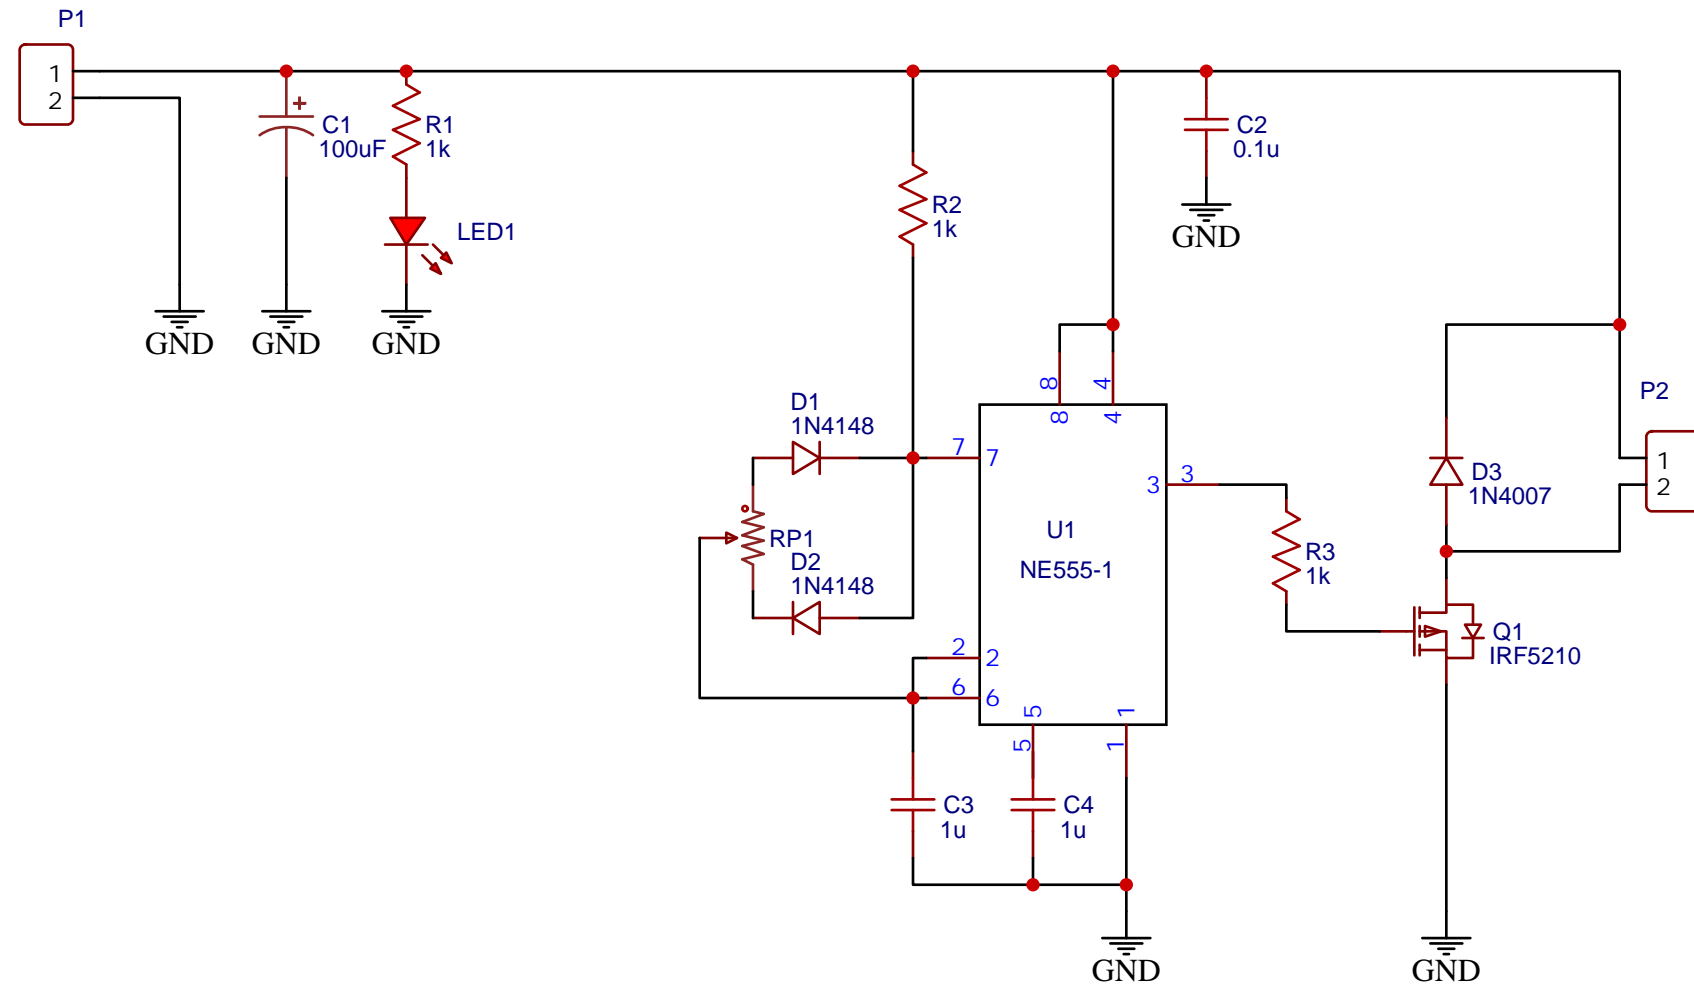 P1
1
2
C1
100uF
R1
1k
LED1
GND
GND
GND
R2
1k
C2
0.1u
GND
D1
1N4148
RP1
D2
1N4148
8
4
8
4
7
7
3
3
U1
NE555-1
2
2
6
6
5
1
5
1
R3
1k
P2
1
2
D3
1N4007
Q1
IRF5210
C3
1u
C4
1u
GND
GND